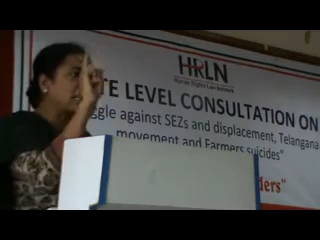 HRLN
Human Rights Law Network
TE LEVEL CONSULTATION ON
ggle against SEZs and displacement, Telangana
movement and Farmers suicides"
ders"